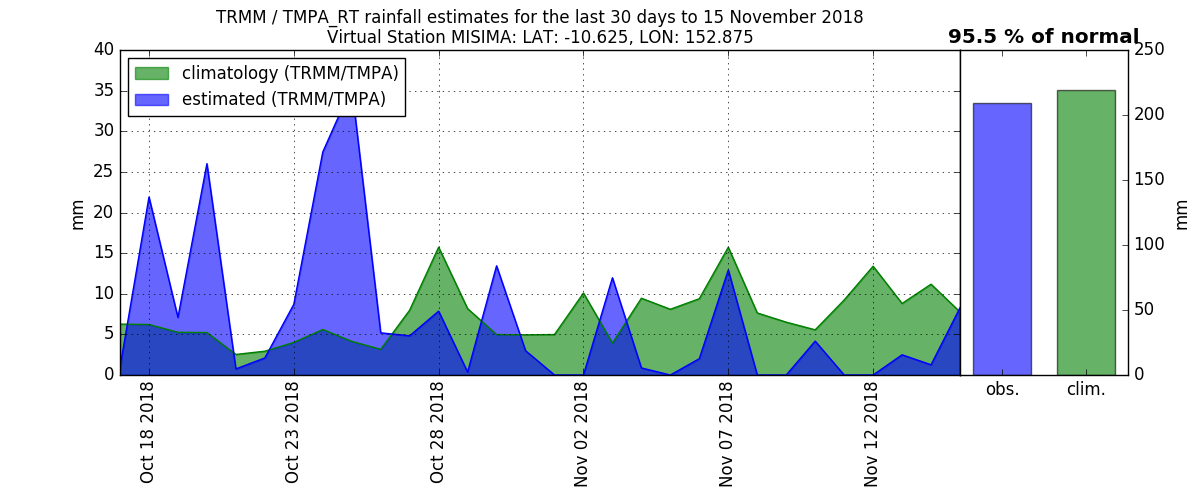 TRMM / TMPA_RT rainfall estimates for the last 30 days to 15 November 2018
Virtual Station MISIMA: LAT: -10.625, LON: 152.875
95.5 % of normal
climatology (TRMM/TMPA)
estimated (TRMM/TMPA)
40
35
30
25
20
15
10
5
0
mm
250
200
150
100
50
0
mm
Oct 18 2018
Oct 23 2018
Oct 28 2018
Nov 02 2018
Nov 07 2018
Nov 12 2018
obs.
clim.